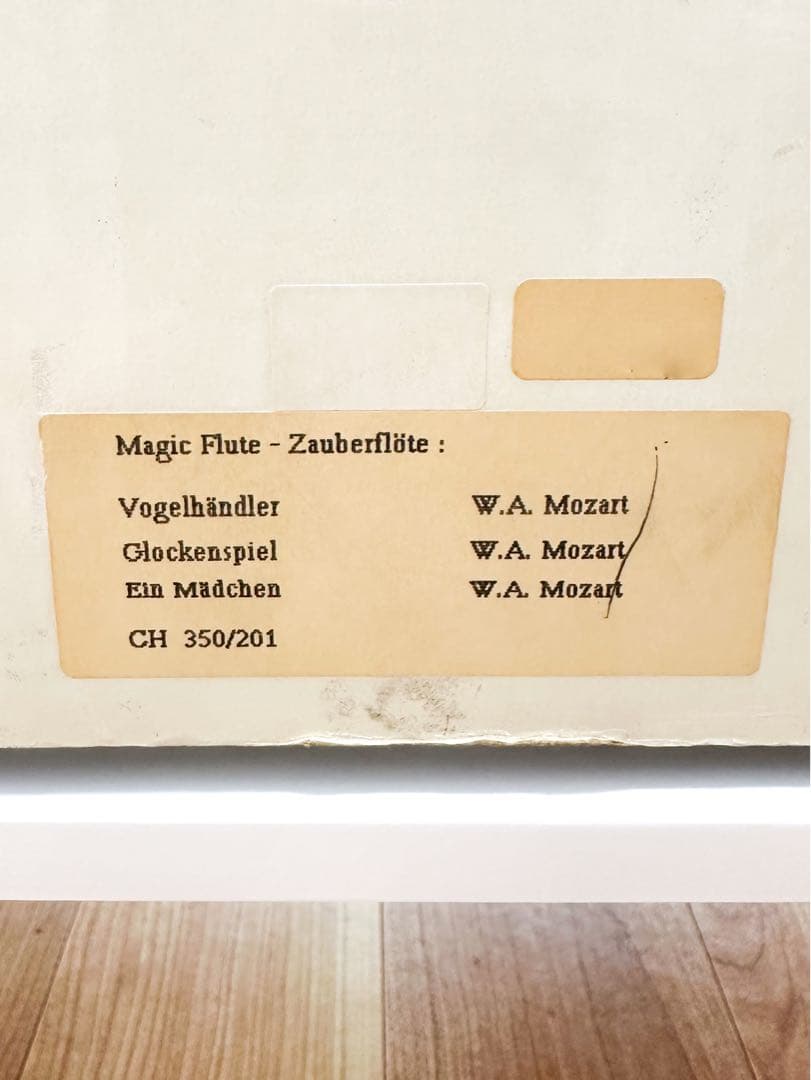 Magic Flute - Zauberflöte :
Vogelhändler W.A. Mozart
Glockenspiel W.A. Mozart
Ein Mädchen W.A. Mozart
CH 350/201